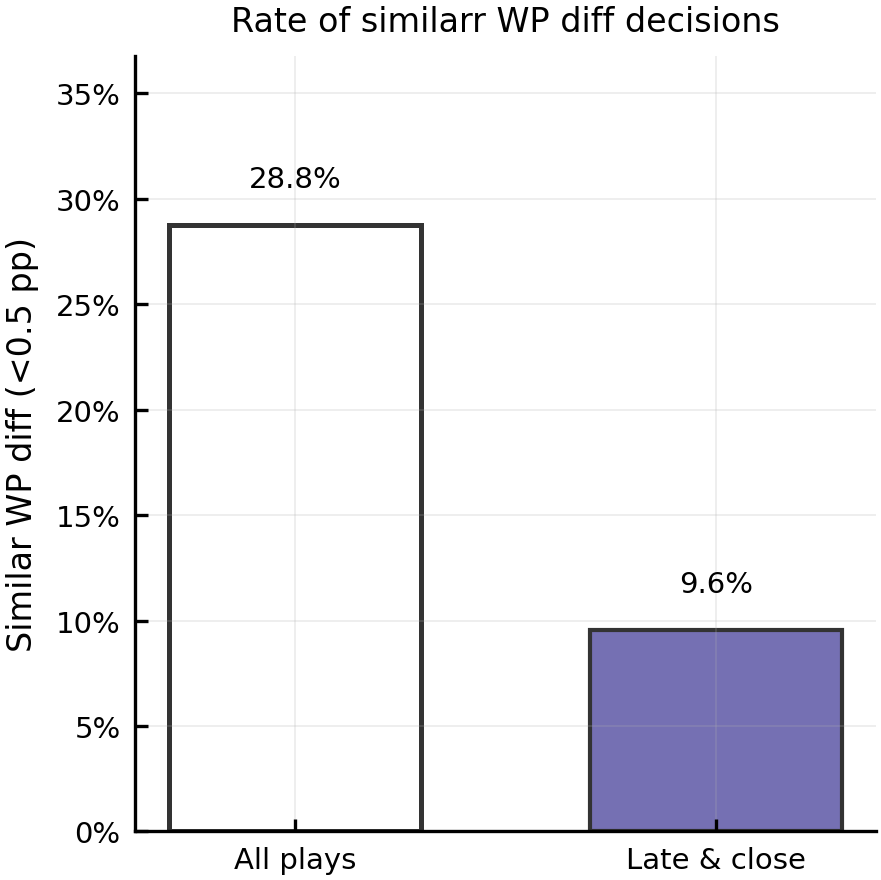 Rate of similarr WP diff decisions
Similar WP diff (<0.5 pp)
35%
30%
25%
20%
15%
10%
5%
0%
28.8%
9.6%
All plays
Late & close